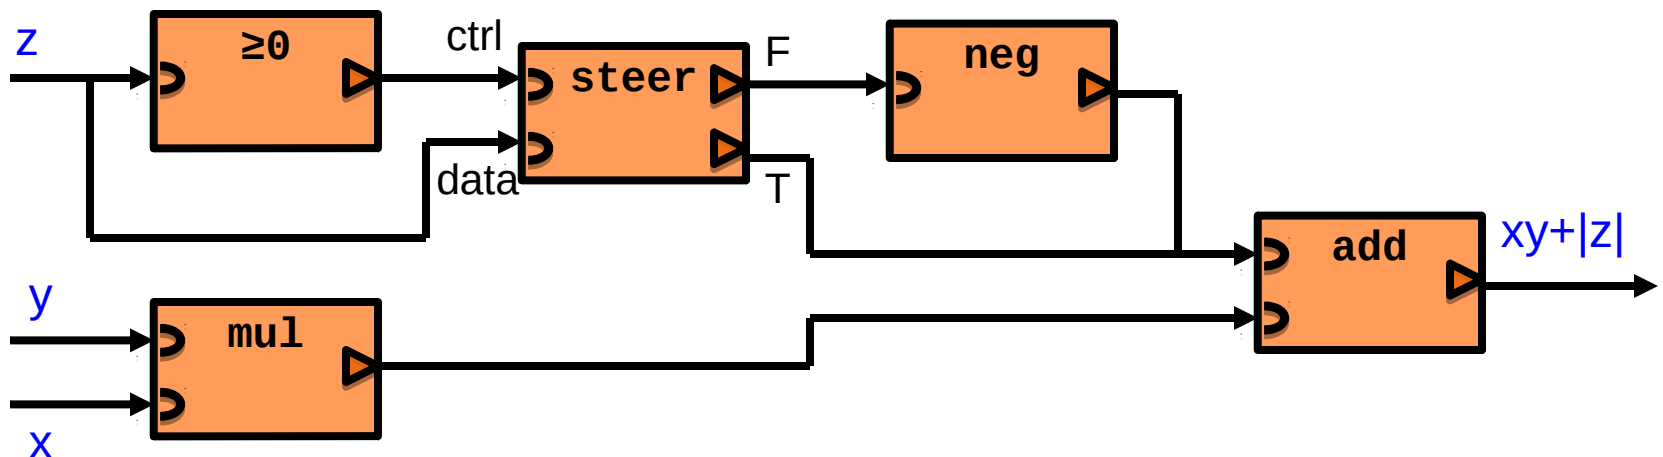 z
≥0
ctrl
data
steer
F
T
neg
y
mul
x
add
xy+|z|